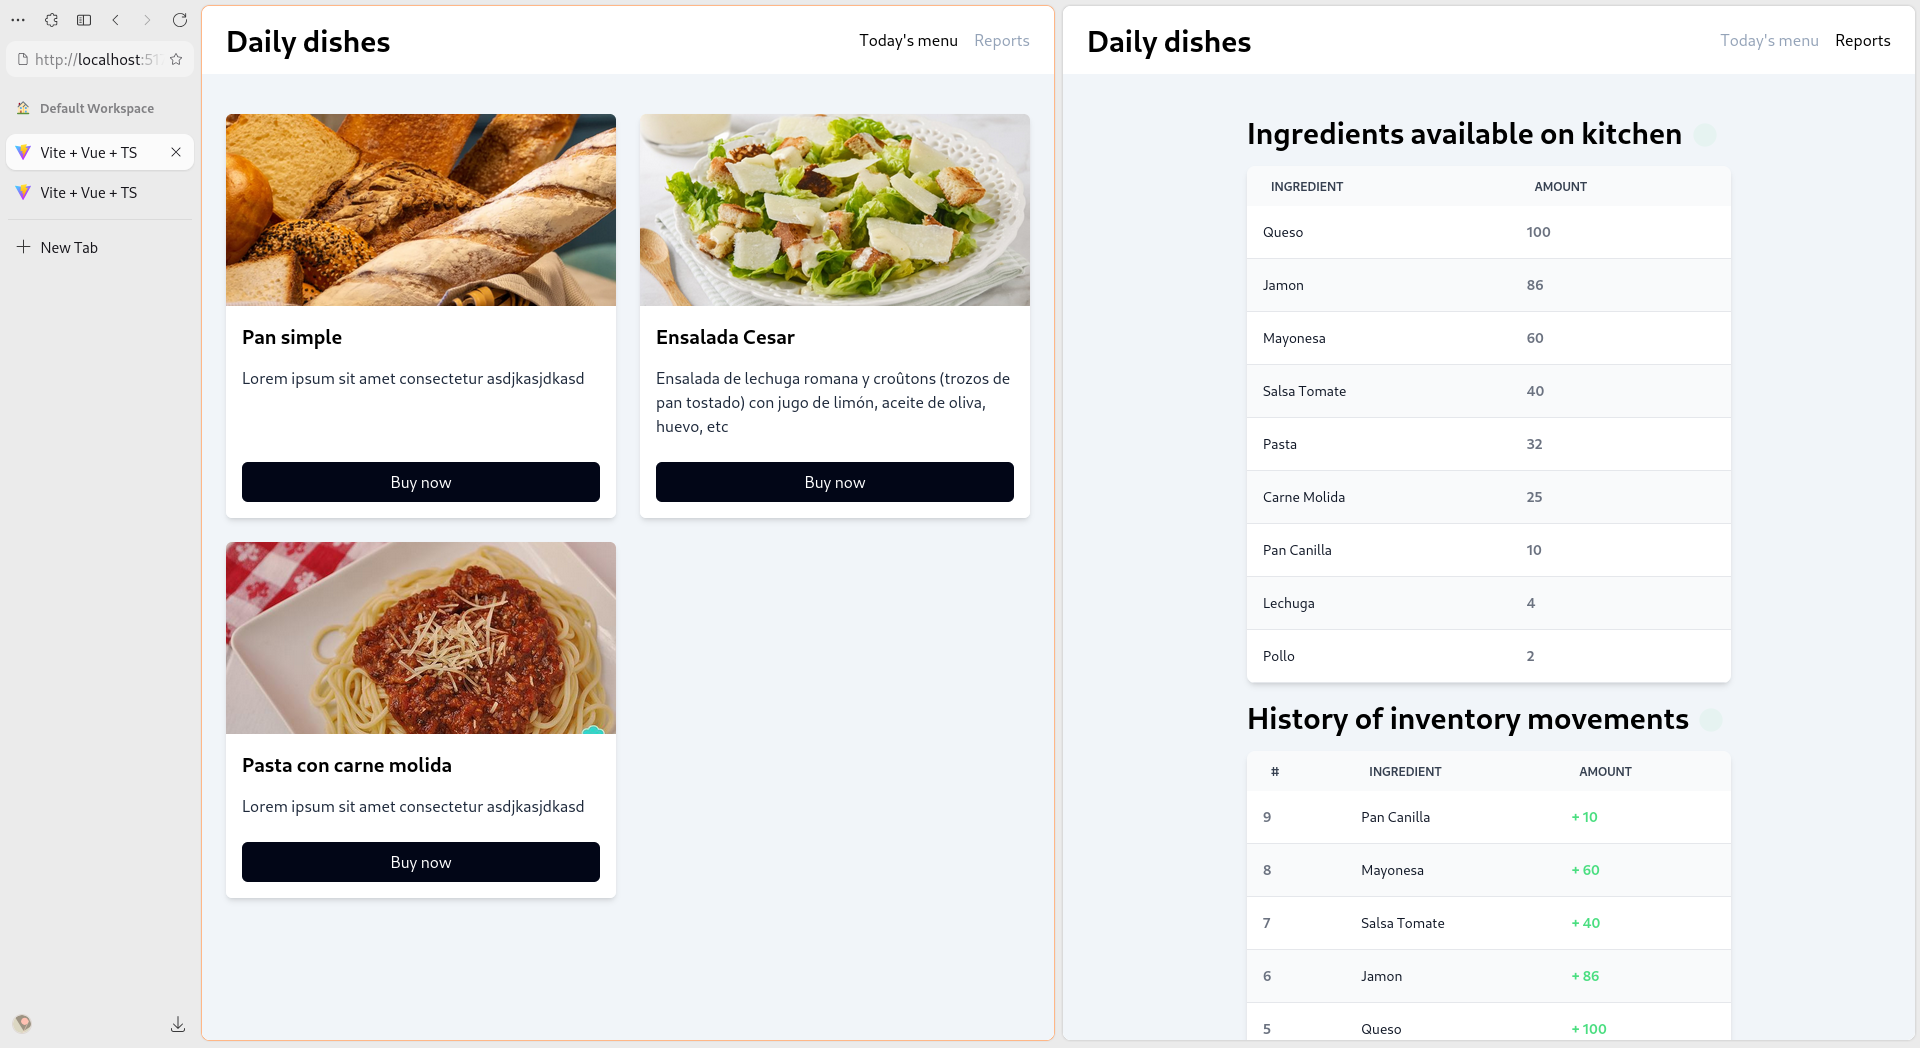 http://localhost:51
Default Workspace
Vite + Vue + TS
Vite + Vue + TS
New Tab
Daily dishes
Today's menu Reports
Pan simple
Lorem ipsum sit amet consectetur asdjkasjdkasd
Buy now
Ensalada Cesar
Ensalada de lechuga romana y croûtons (trozos de
pan tostado) con jugo de limón, aceite de oliva,
huevo, etc
Buy now
Pasta con carne molida
Lorem ipsum sit amet consectetur asdjkasjdkasd
Buy now
Daily dishes
Today's menu Reports
Ingredients available on kitchen
INGREDIENT AMOUNT
Queso 100
Jamon 86
Mayonesa 60
Salsa Tomate 40
Pasta 32
Carne Molida 25
Pan Canilla 10
Lechuga 4
Pollo 2
History of inventory movements
# INGREDIENT AMOUNT
9 Pan Canilla + 10
8 Mayonesa + 60
7 Salsa Tomate + 40
6 Jamon + 86
5 Queso + 100